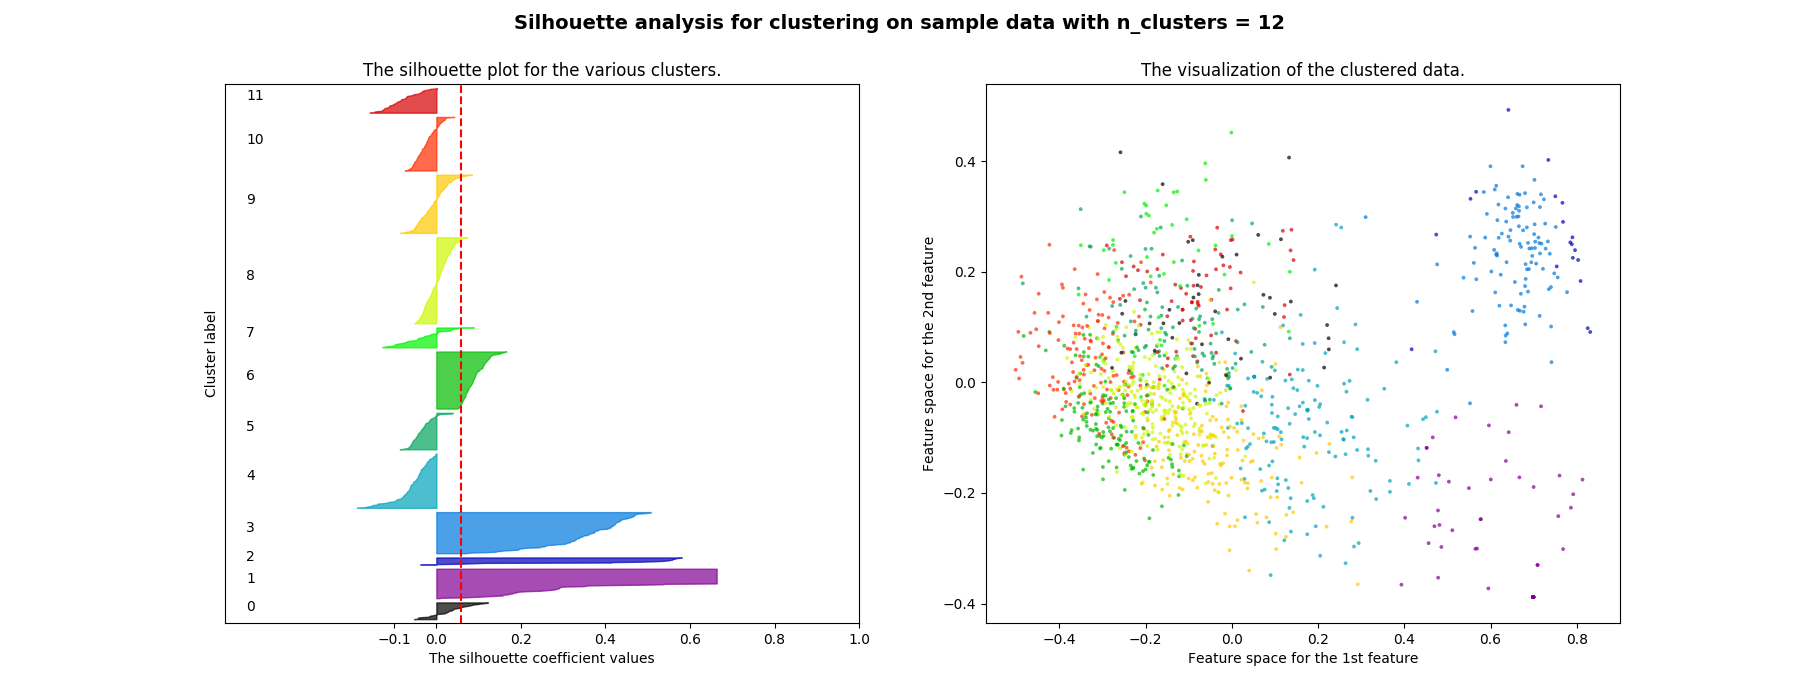 Silhouette analysis for clustering on sample data with n_clusters = 12
The silhouette plot for the various clusters.
11
10
9
8
7
6
5
4
3
2
1
0
Cluster label
−0.1 0.0 0.2 0.4 0.6 0.8 1.0
The silhouette coefficient values
The visualization of the clustered data.
0.4
0.2
0.0
−0.2
−0.4
Feature space for the 2nd feature
−0.4 −0.2 0.0 0.2 0.4 0.6 0.8
Feature space for the 1st feature